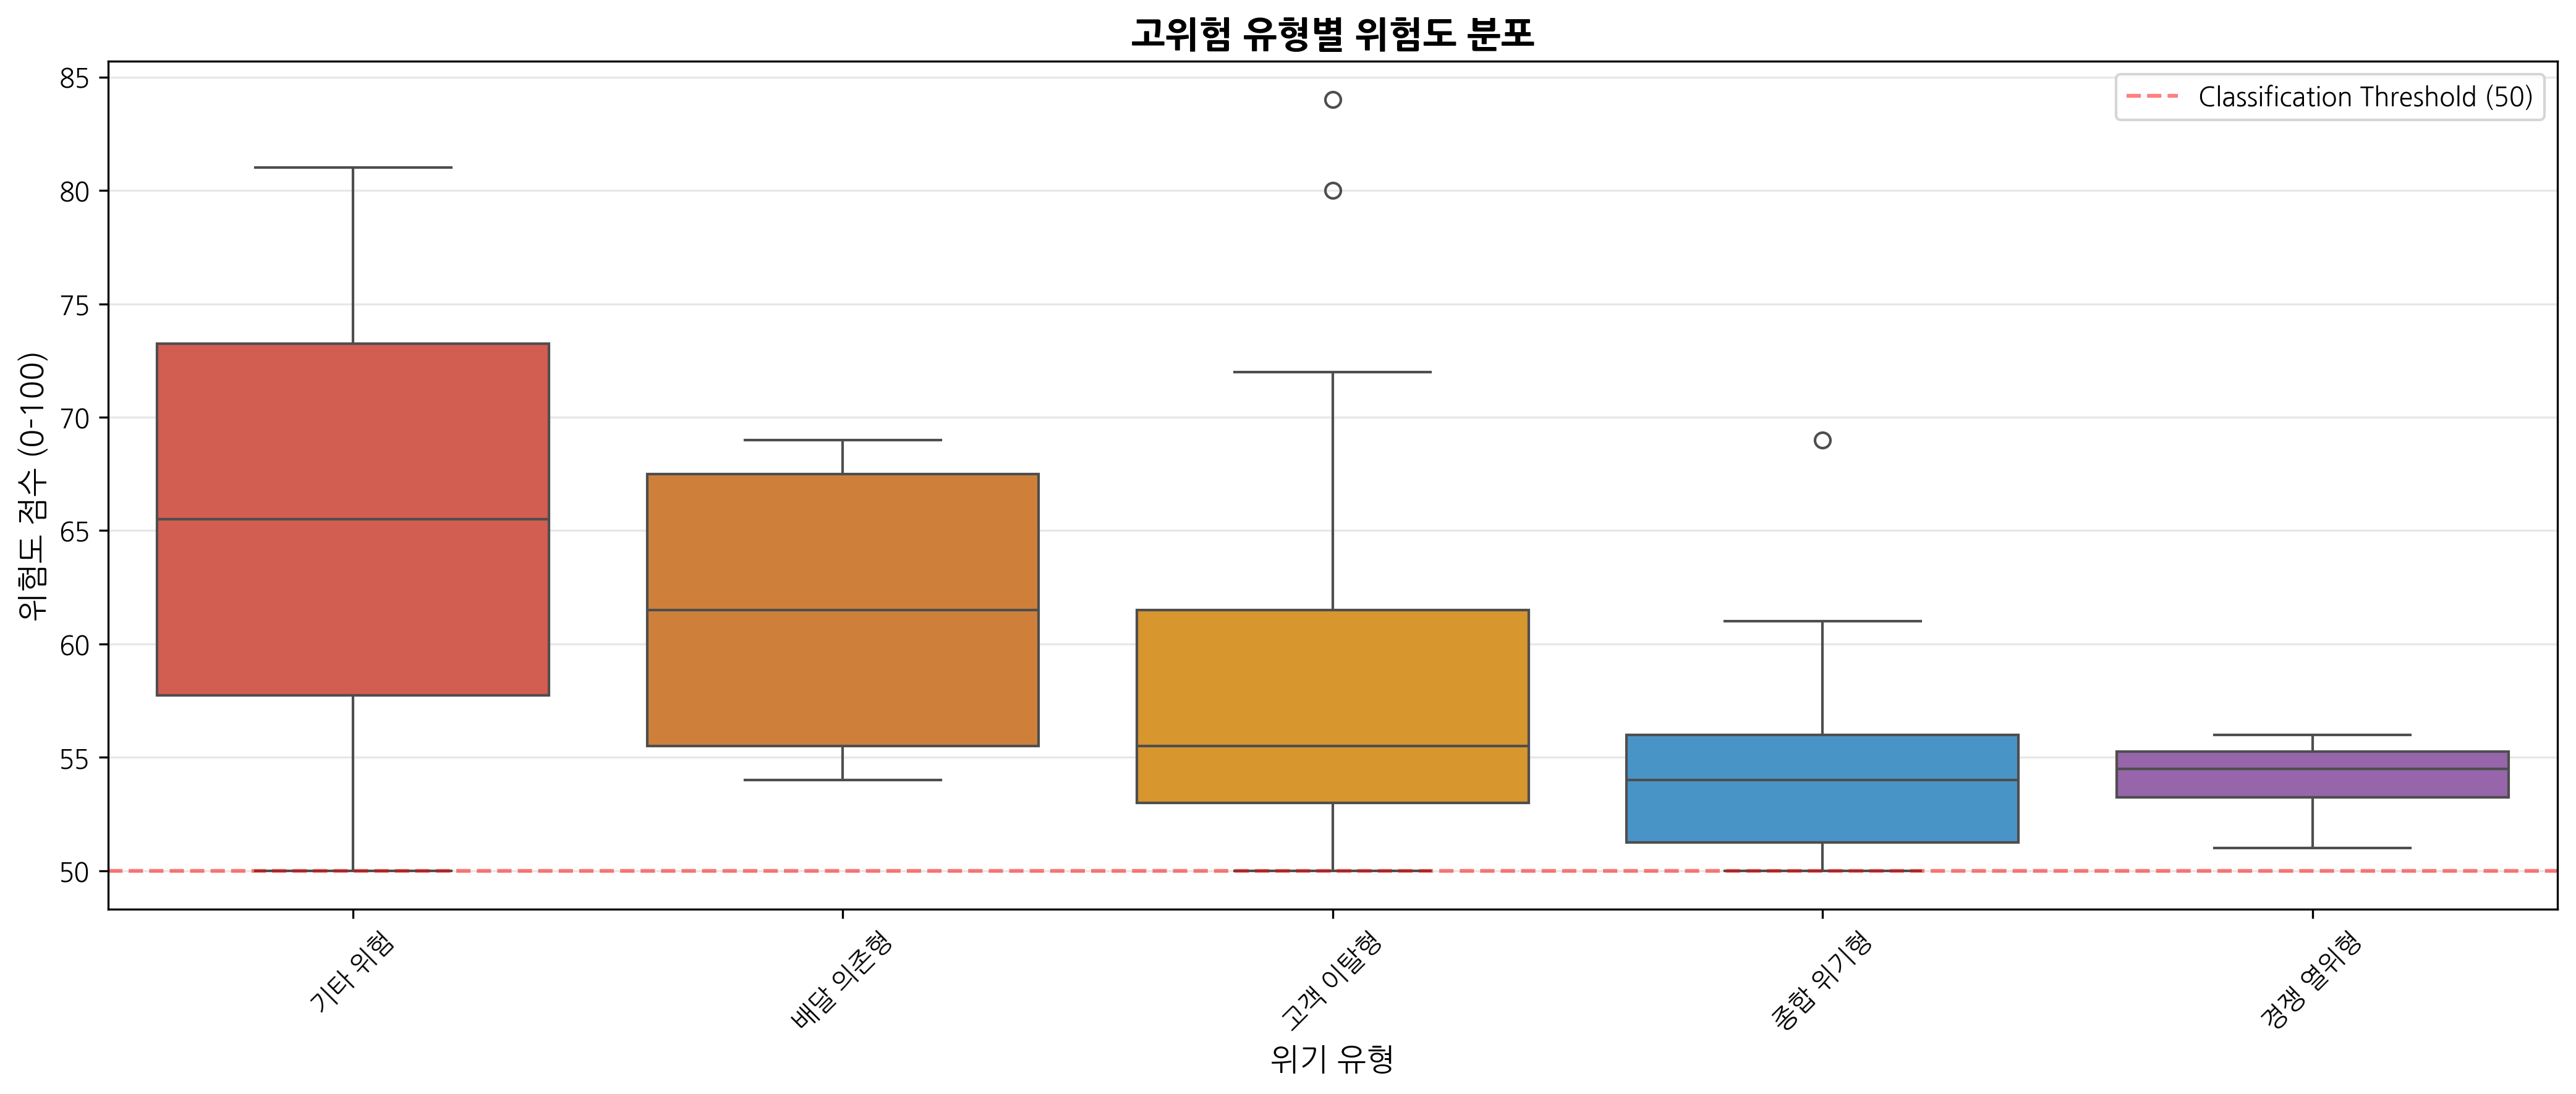 고위험 유형별 위험도 분포
Classification Threshold (50)
위험도 점수 (0-100)
85
80
75
70
65
60
55
50
기타 위험
배달 의존형
고객 이탈형
종합 위기형
경쟁 열위형
위기 유형